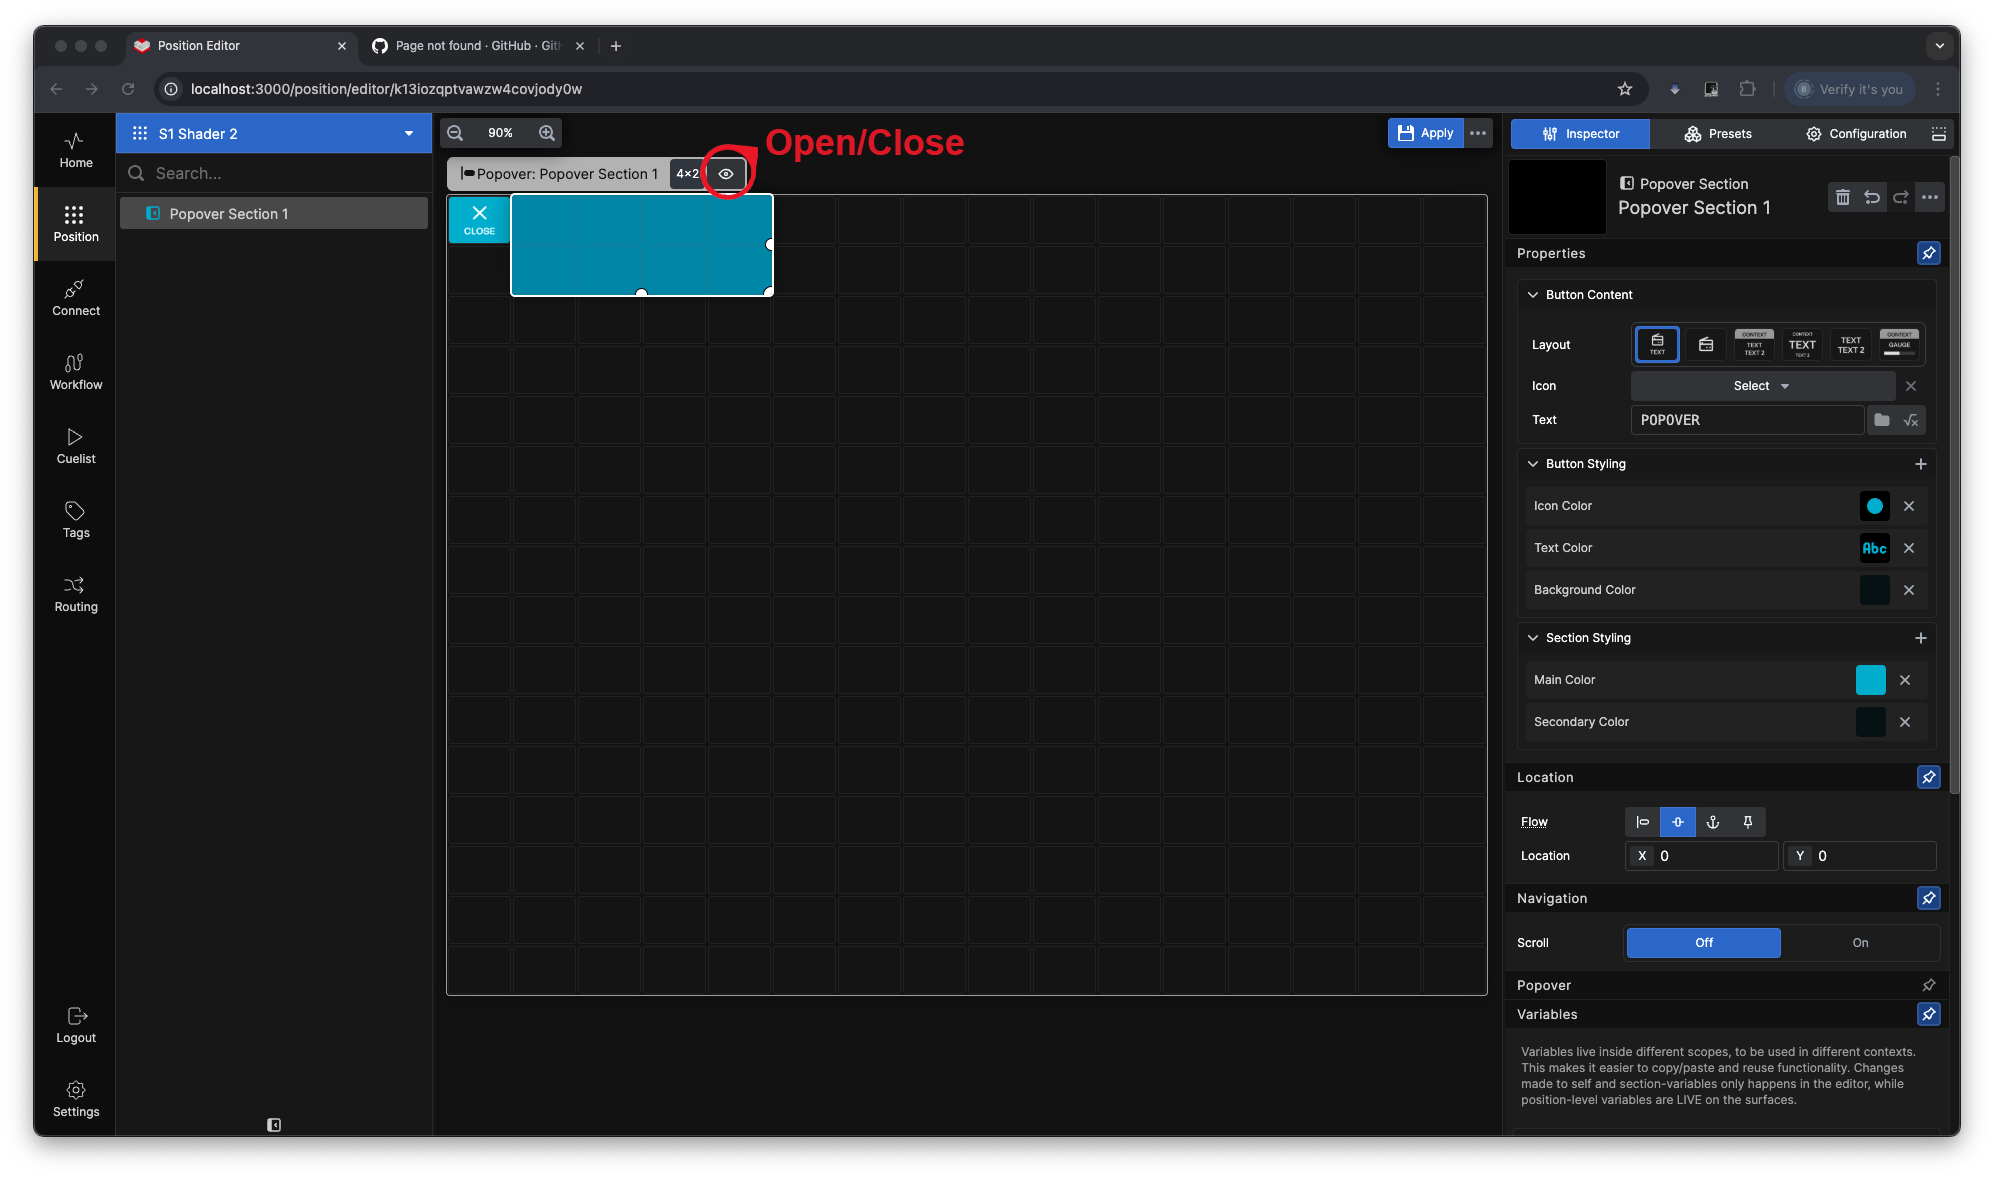 Position Editor
Page not found · GitHub · Gitl
localhost:3000/position/editor/k13iozqptvawzw4covjody0w
Verify it's you
Home
Position
Connect
Workflow
Cuelist
Tags
Routing
Logout
Settings
S1 Shader 2
Search...
Popover Section 1
90%
Open/Close
Apply
Popover: Popover Section 1
4×2
CLOSE
Inspector
Presets
Configuration
Popover Section
Popover Section 1
Properties
Button Content
Layout
TEXT
CONTEXT
TEXT
TEXT 2
CONTEXT
TEXT
TEXT 2
TEXT
TEXT 2
CONTEXT
GAUGE
Icon
Select
Text
POPOVER
Button Styling
Icon Color
Text Color
Abc
Background Color
Section Styling
Main Color
Secondary Color
Location
Flow
Location
X 0
Y 0
Navigation
Scroll
Off
On
Popover
Variables
Variables live inside different scopes, to be used in different contexts.
This makes it easier to copy/paste and reuse functionality. Changes
made to self and section-variables only happens in the editor, while
position-level variables are LIVE on the surfaces.